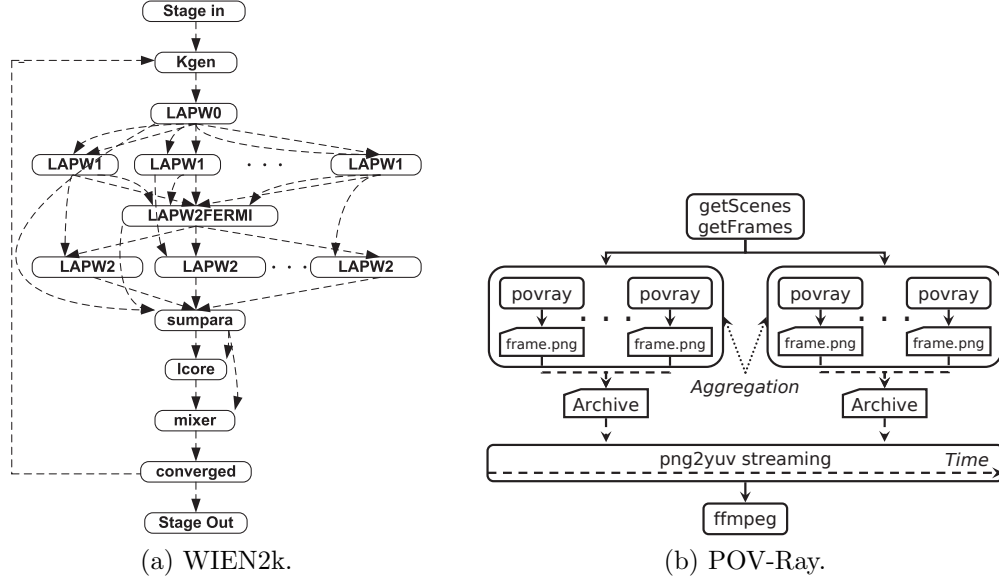 Stage in
Kgen
LAPW0
LAPW1 LAPW1 . . . LAPW1
LAPW2FERMI
LAPW2 LAPW2 . . . LAPW2
sumpara
lcore
mixer
converged
Stage Out
(a) WIEN2k.
getScenes
getFrames
povray povray povray povray
. . . . . .
frame.png frame.png frame.png frame.png
Aggregation
Archive Archive
png2yuv streaming Time
ffmpeg
(b) POV-Ray.